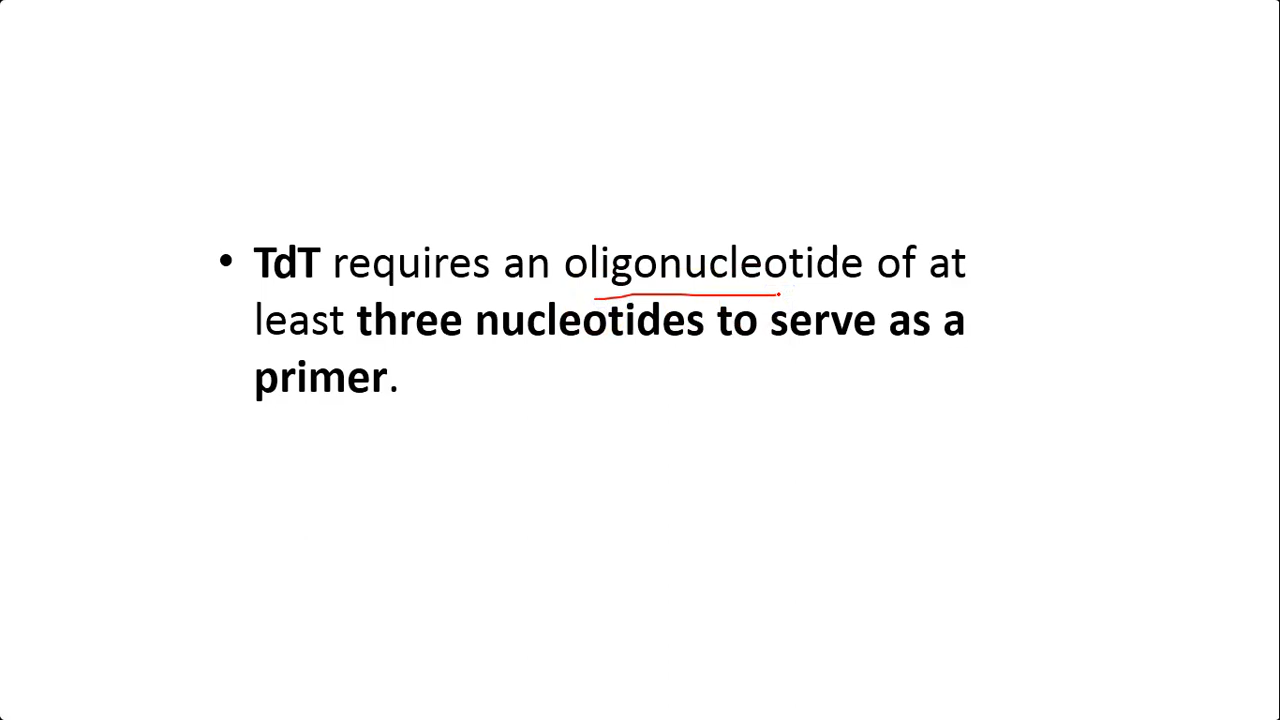 • TdT requires an oligonucleotide of at
least three nucleotides to serve as a
primer.